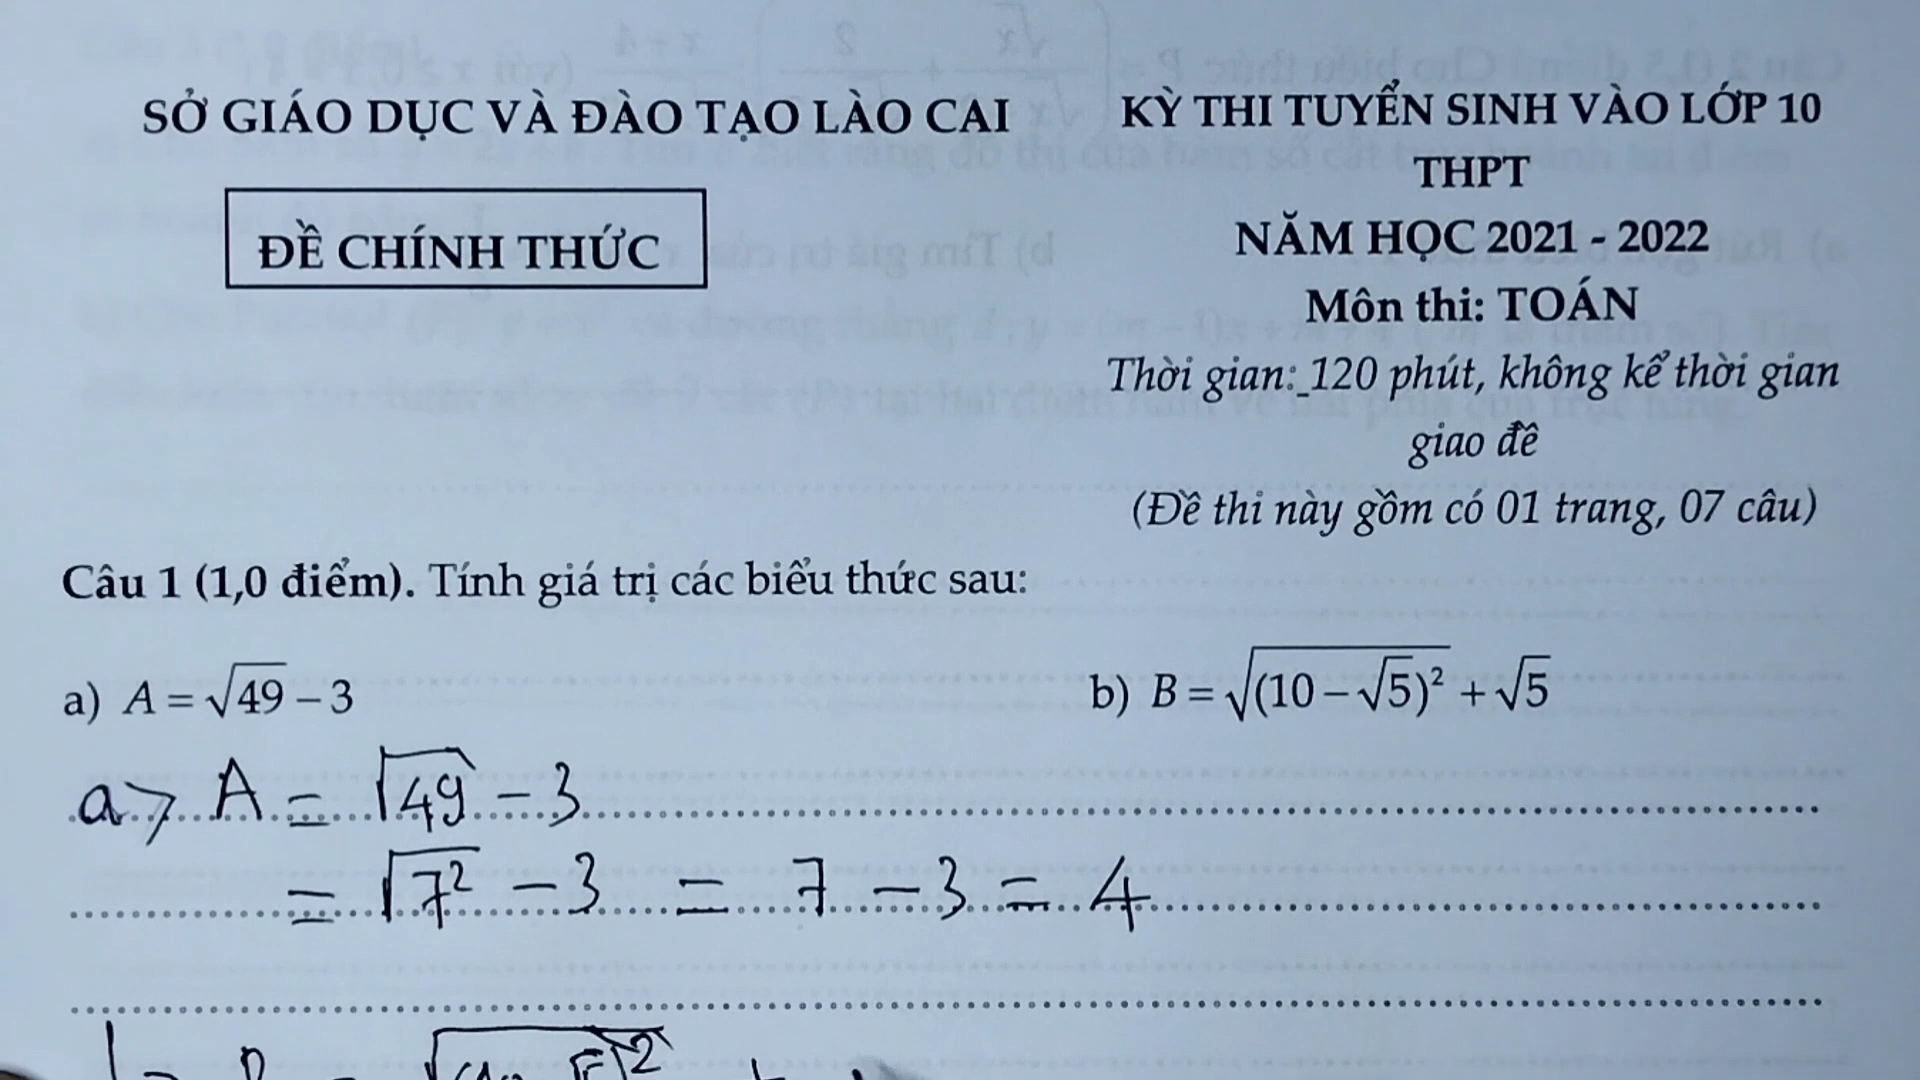 SỞ GIÁO DỤC VÀ ĐÀO TẠO LÀO CAI
ĐỀ CHÍNH THỨC
KỲ THI TUYỂN SINH VÀO LỚP 10
THPT
NĂM HỌC 2021 - 2022
Môn thi: TOÁN
Thời gian: 120 phút, không kể thời gian
giao đề
(Đề thi này gồm có 01 trang, 07 câu)
Câu 1 (1,0 điểm). Tính giá trị các biểu thức sau:
a) A = √49 – 3
b) B = √(10 – √5)² + √5
a> A = √49 - 3
= √7² - 3 = 7 - 3 = 4